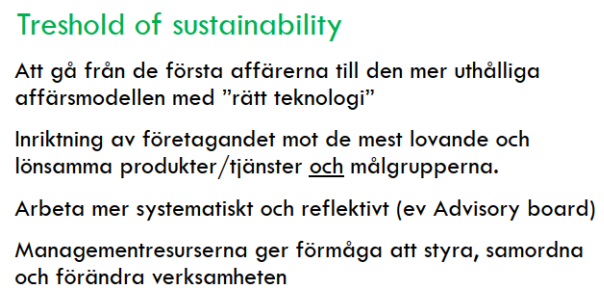 Treshold of sustainability
Att gå från de första affärerna till den mer uthålliga
affärsmodellen med ”rätt teknologi”
Inriktning av företagandet mot de mest lovande och
lönsamma produkter/tjänster och målgrupperna.
Arbeta mer systematiskt och reflektivt (ev Advisory board)
Managementresurserna ger förmåga att styra, samordna
och förändra verksamheten